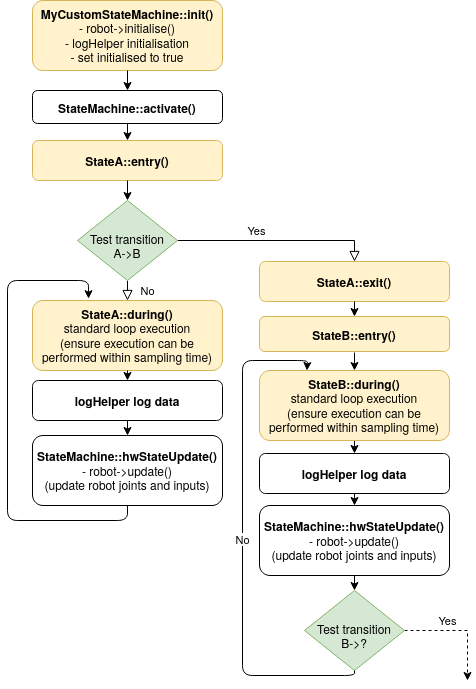 MyCustomStateMachine::init()
- robot->initialise()
- logHelper initialisation
- set initialised to true
StateMachine::activate()
StateA::entry()
Test transition
A->B
Yes
No
StateA::during()
standard loop execution
(ensure execution can be
performed within sampling time)
logHelper log data
StateMachine::hwStateUpdate()
- robot->update()
(update robot joints and inputs)
StateA::exit()
StateB::entry()
StateB::during()
standard loop execution
(ensure execution can be
performed within sampling time)
logHelper log data
StateMachine::hwStateUpdate()
- robot->update()
(update robot joints and inputs)
No
Test transition
B->?
Yes